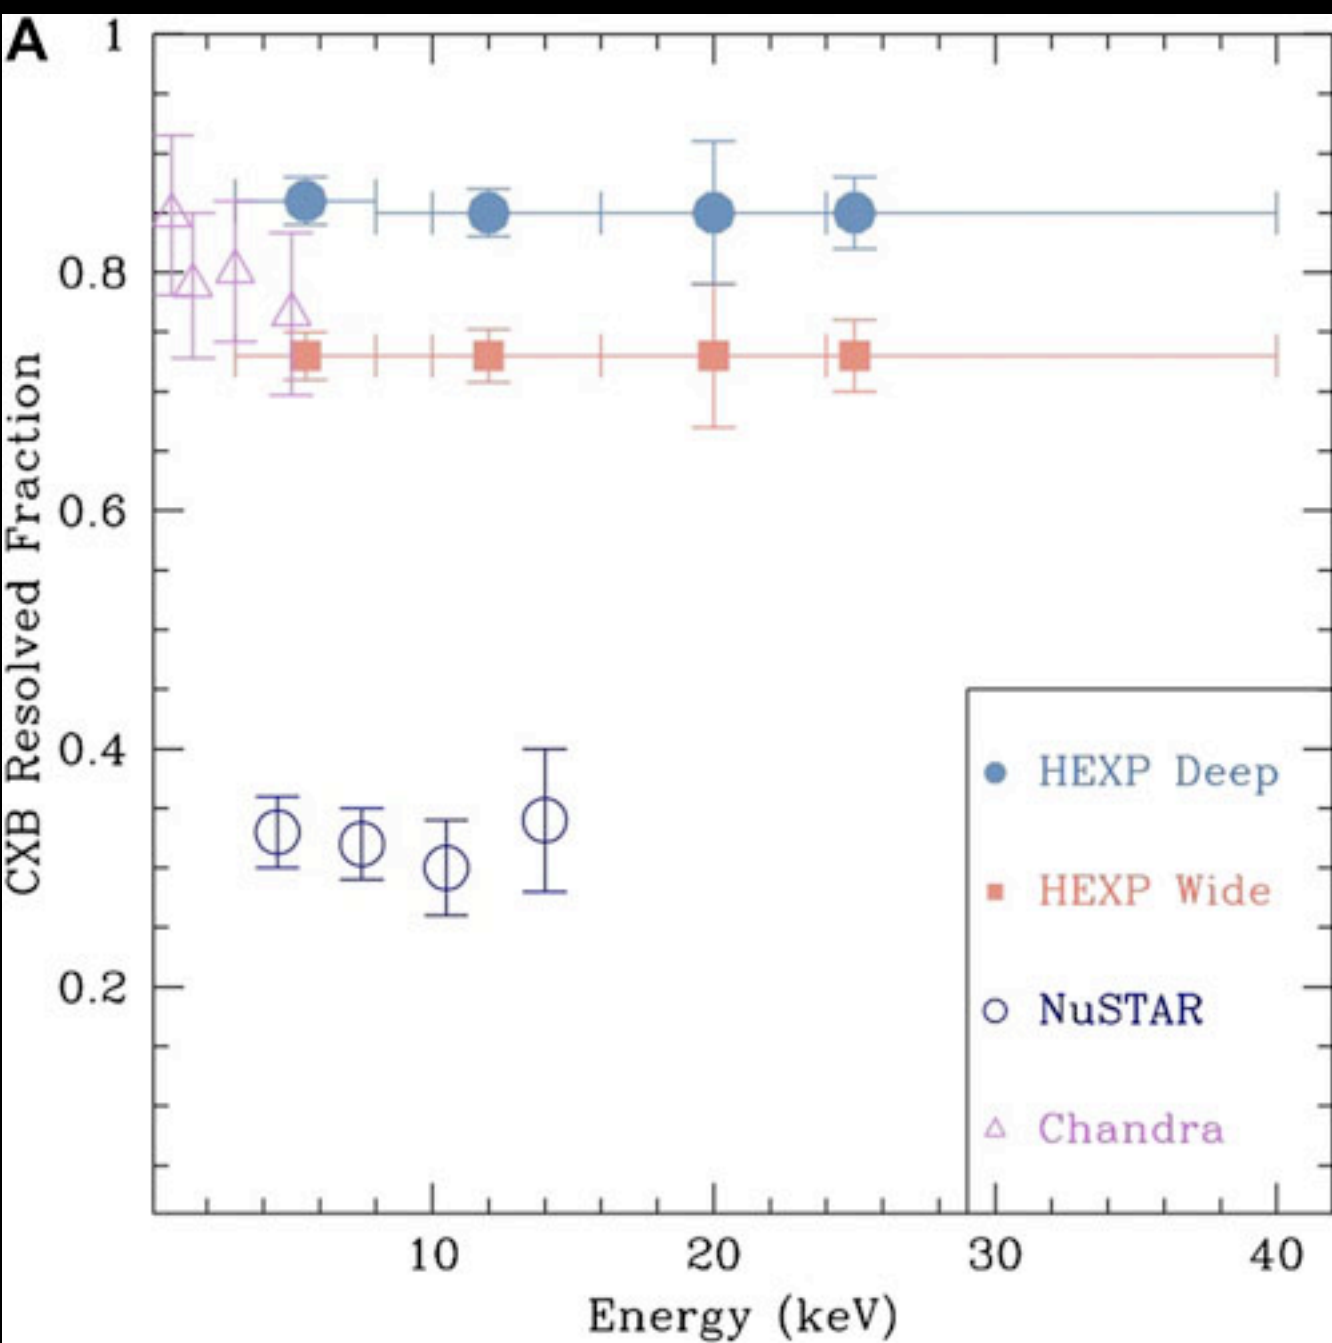 A
1
0.8
0.6
0.4
0.2
CXB Resolved Fraction
HEXP Deep
HEXP Wide
NuSTAR
Chandra
10 20 30 40
Energy (keV)